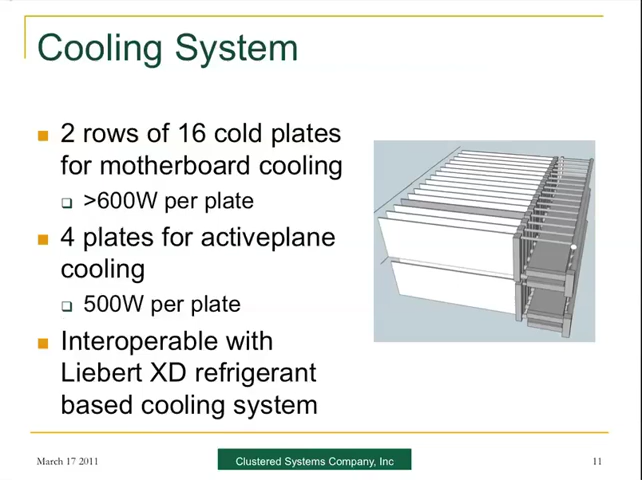 Cooling System
2 rows of 16 cold plates
for motherboard cooling
>600W per plate
4 plates for activeplane
cooling
500W per plate
Interoperable with
Liebert XD refrigerant
based cooling system
March 17 2011
Clustered Systems Company, Inc
11